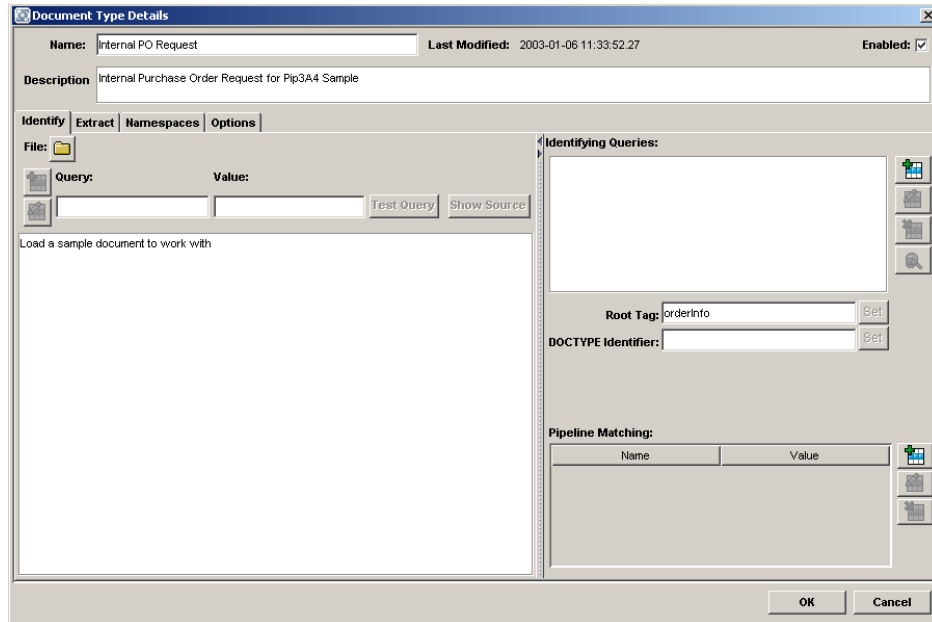 Document Type Details
Name: Internal PO Request Last Modified: 2003-01-06 11:33:52.27 Enabled:
Description Internal Purchase Order Request for Pip3A4 Sample
Identify Extract Namespaces Options
File:
Query: Value:
Test Query Show Source
Load a sample document to work with
Identifying Queries:
Root Tag: orderInfo Set
DOCTYPE Identifier: Set
Pipeline Matching:
Name Value
OK Cancel